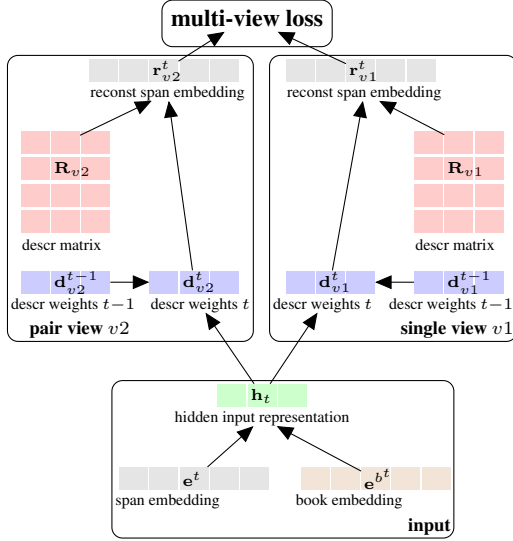 multi-view loss
r^t_{v2}
reconst span embedding
r^t_{v1}
reconst span embedding
R_{v2}
descr matrix
R_{v1}
descr matrix
d^{t−1}_{v2}
descr weights t−1
d^t_{v2}
descr weights t
d^t_{v1}
descr weights t
d^{t−1}_{v1}
descr weights t−1
pair view v2
single view v1
h_t
hidden input representation
e^t
span embedding
e^{b^t}
book embedding
input